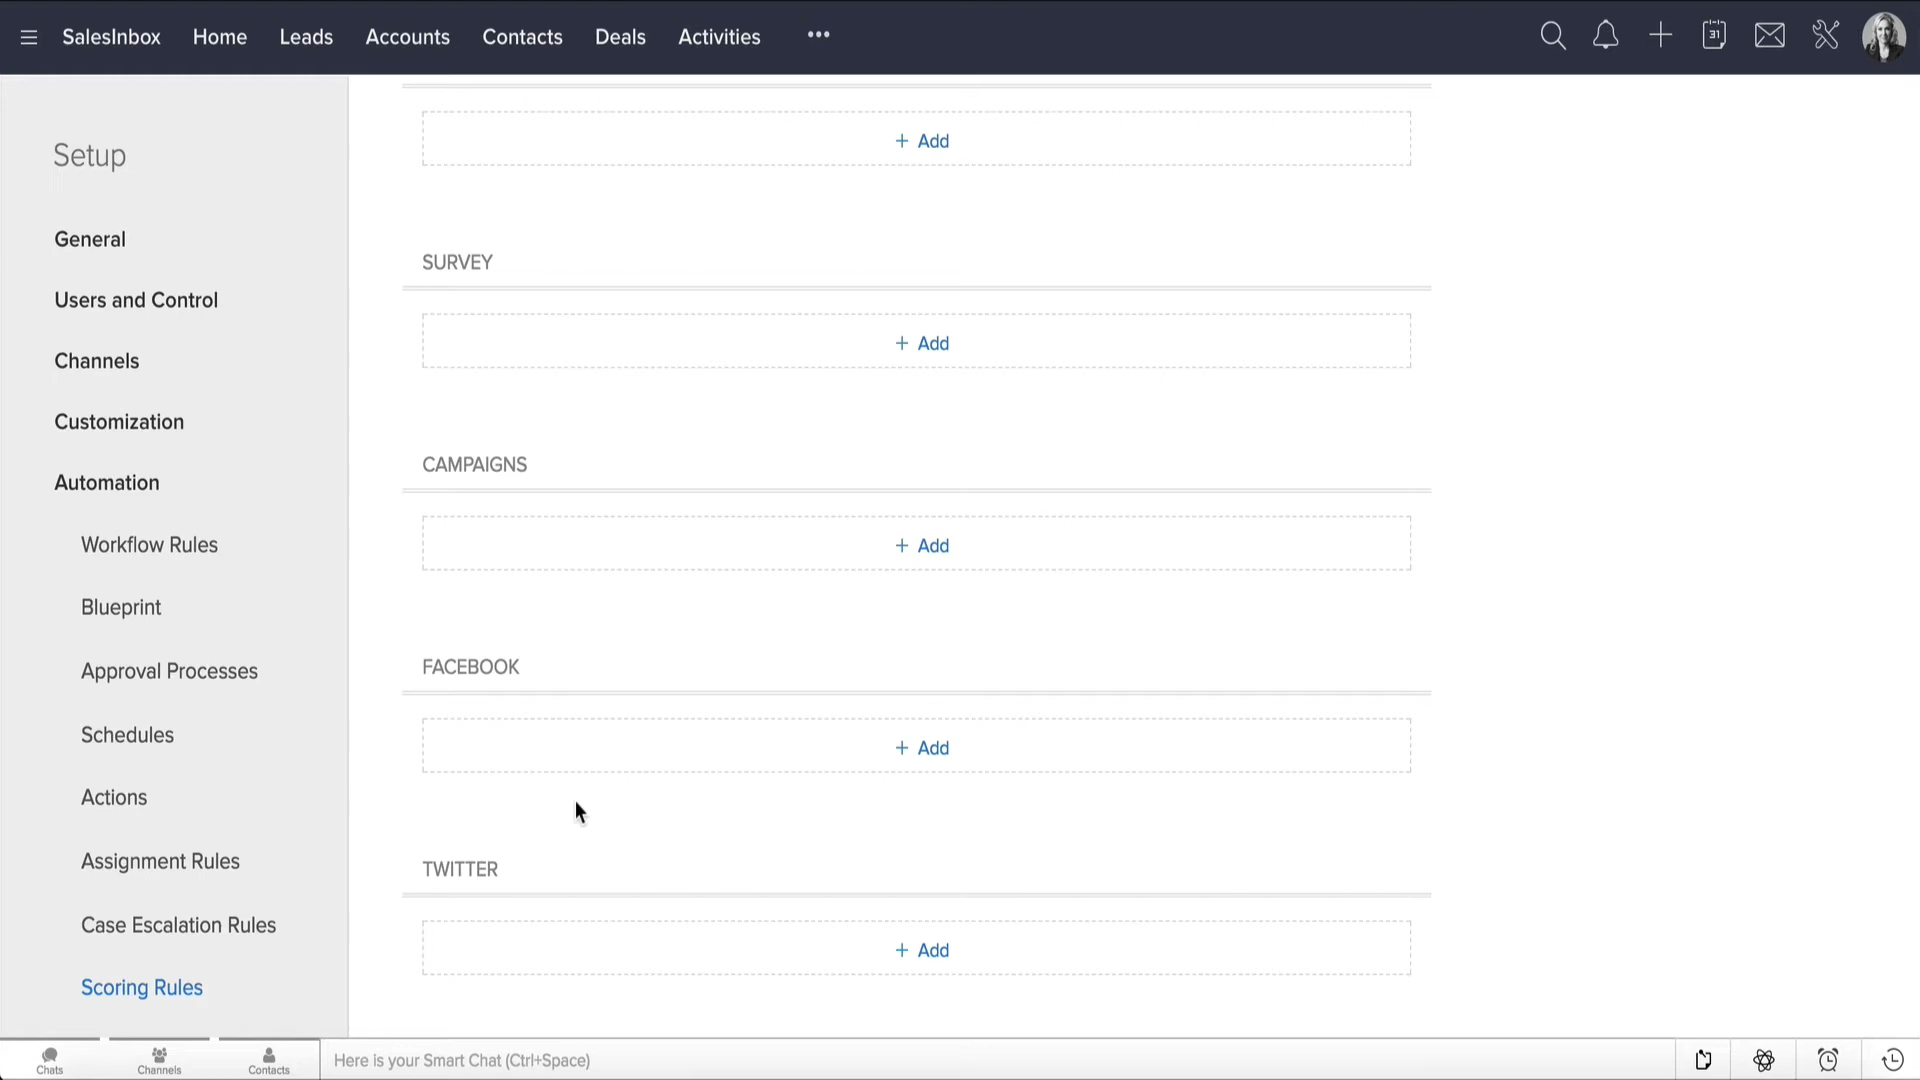 SalesInbox Home Leads Accounts Contacts Deals Activities •••
31
Setup
General
Users and Control
Channels
Customization
Automation
Workflow Rules
Blueprint
Approval Processes
Schedules
Actions
Assignment Rules
Case Escalation Rules
Scoring Rules
+ Add
SURVEY
+ Add
CAMPAIGNS
+ Add
FACEBOOK
+ Add
TWITTER
+ Add
Chats Channels Contacts Here is your Smart Chat (Ctrl+Space)